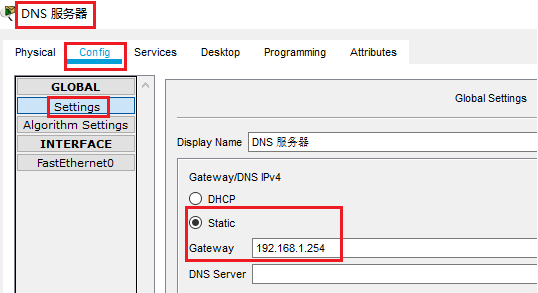 DNS 服务器
Physical Config Services Desktop Programming Attributes
GLOBAL
Settings
Algorithm Settings
INTERFACE
FastEthernet0
Global Settings
Display Name DNS 服务器
Gateway/DNS IPv4
DHCP
Static
Gateway 192.168.1.254
DNS Server